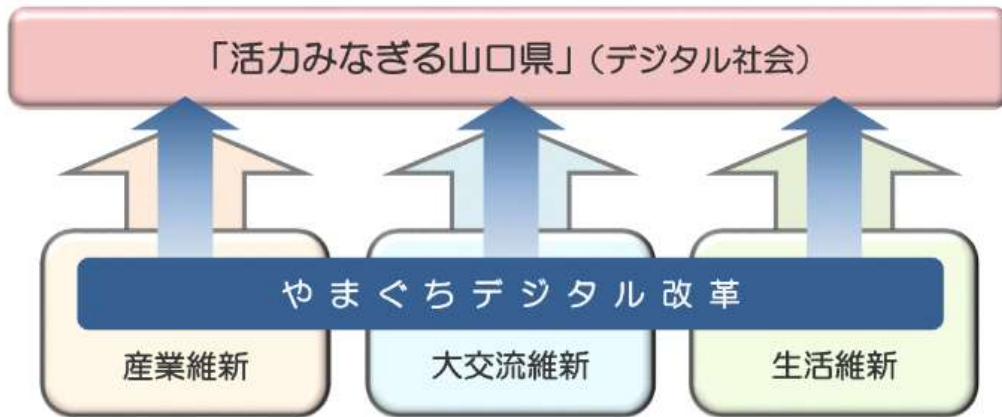 「活力みなぎる山口県」（デジタル社会）
やまぐちデジタル改革
産業維新
大交流維新
生活維新